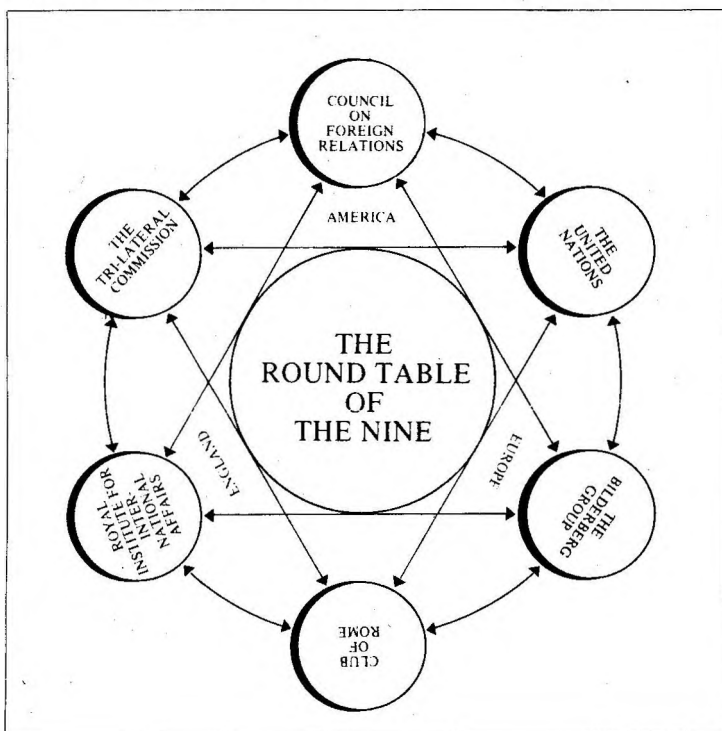 COUNCIL
ON
FOREIGN
RELATIONS
AMERICA
THE
TRI-LATERAL
COMMISSION
THE
UNITED
NATIONS
THE
ROUND TABLE
OF
THE NINE
ENGLAND
EUROPE
ROYAL
INSTITUTE FOR
INTER-
NATIONAL
AFFAIRS
THE
BILDERBERG
GROUP
CLUB
OF
ROME